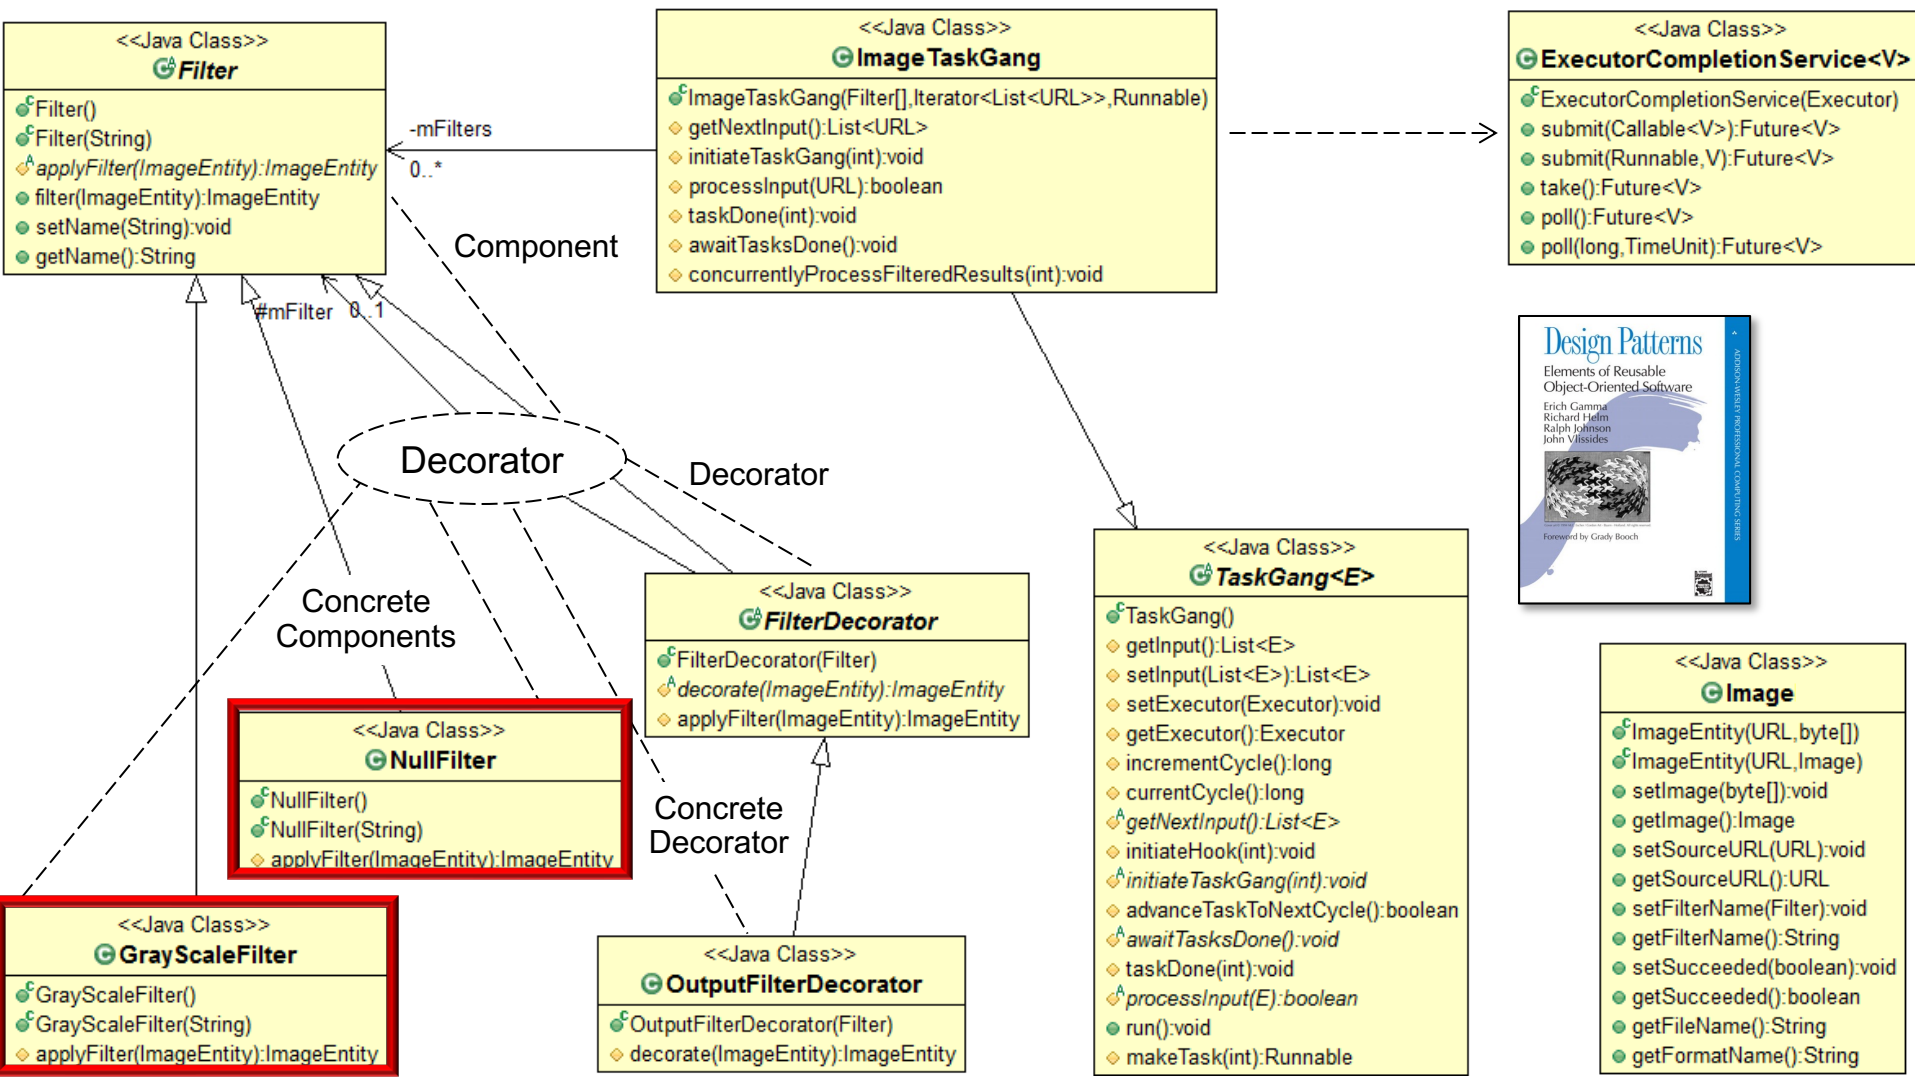 <<Java Class>>
Filter
Filter()
Filter(String)
applyFilter(ImageEntity):ImageEntity
filter(ImageEntity):ImageEntity
setName(String):void
getName():String
-mFilters
0..*
<<Java Class>>
ImageTaskGang
ImageTaskGang(Filter[],Iterator<List<URL>>,Runnable)
getNextInput():List<URL>
initiateTaskGang(int):void
processInput(URL):boolean
taskDone(int):void
awaitTasksDone():void
concurrentlyProcessFilteredResults(int):void
<<Java Class>>
ExecutorCompletionService<V>
ExecutorCompletionService(Executor)
submit(Callable<V>):Future<V>
submit(Runnable,V):Future<V>
take():Future<V>
poll():Future<V>
poll(long,TimeUnit):Future<V>
Component
#mFilter 0..1
Decorator
Decorator
Design Patterns
Elements of Reusable
Object-Oriented Software
Erich Gamma
Richard Helm
Ralph Johnson
John Vlissides
Foreword by Grady Booch
ADDISON-WESLEY PROFESSIONAL COMPUTING SERIES
Concrete
Components
<<Java Class>>
FilterDecorator
FilterDecorator(Filter)
decorate(ImageEntity):ImageEntity
applyFilter(ImageEntity):ImageEntity
<<Java Class>>
TaskGang<E>
TaskGang()
getInput():List<E>
setInput(List<E>):List<E>
setExecutor(Executor):void
getExecutor():Executor
incrementCycle():long
currentCycle():long
getNextInput():List<E>
initiateHook(int):void
initiateTaskGang(int):void
advanceTaskToNextCycle():boolean
awaitTasksDone():void
taskDone(int):void
processInput(E):boolean
run():void
makeTask(int):Runnable
<<Java Class>>
Image
ImageEntity(URL,byte[])
ImageEntity(URL,Image)
setImage(byte[]):void
getImage():Image
setSourceURL(URL):void
getSourceURL():URL
setFilterName(Filter):void
getFilterName():String
setSucceeded(boolean):void
getSucceeded():boolean
getFileName():String
getFormatName():String
<<Java Class>>
NullFilter
NullFilter()
NullFilter(String)
applyFilter(ImageEntity):ImageEntity
Concrete
Decorator
<<Java Class>>
GrayScaleFilter
GrayScaleFilter()
GrayScaleFilter(String)
applyFilter(ImageEntity):ImageEntity
<<Java Class>>
OutputFilterDecorator
OutputFilterDecorator(Filter)
decorate(ImageEntity):ImageEntity